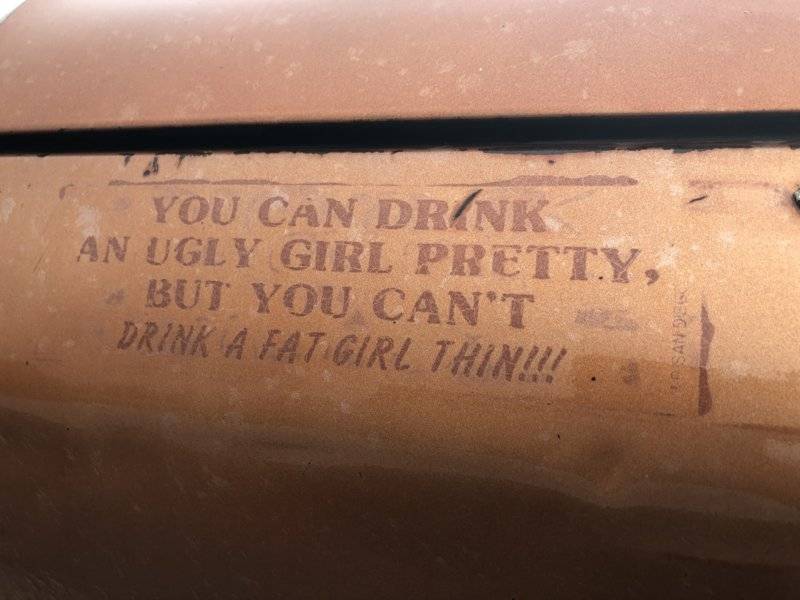 YOU CAN DRINK
AN UGLY GIRL PRETTY,
BUT YOU CAN'T
DRINK A FAT GIRL THIN!!!